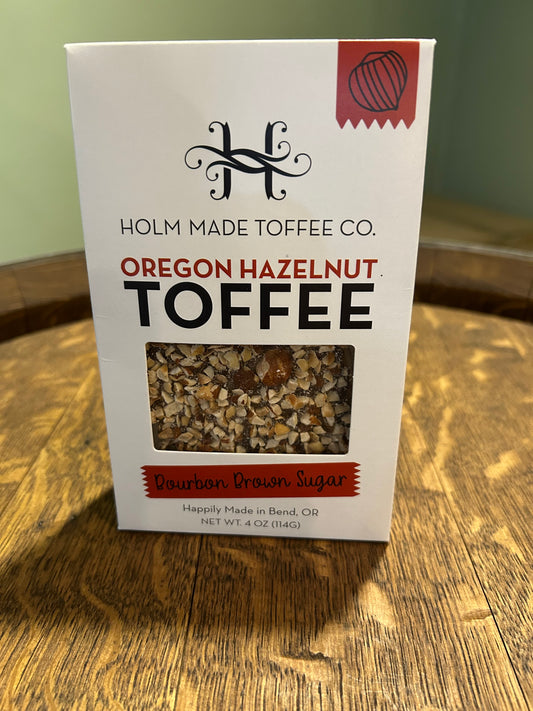 H
HOLM MADE TOFFEE CO.
OREGON HAZELNUT
TOFFEE
Bourbon Brown Sugar
Happily Made in Bend, OR
NET WT. 4 OZ (114G)